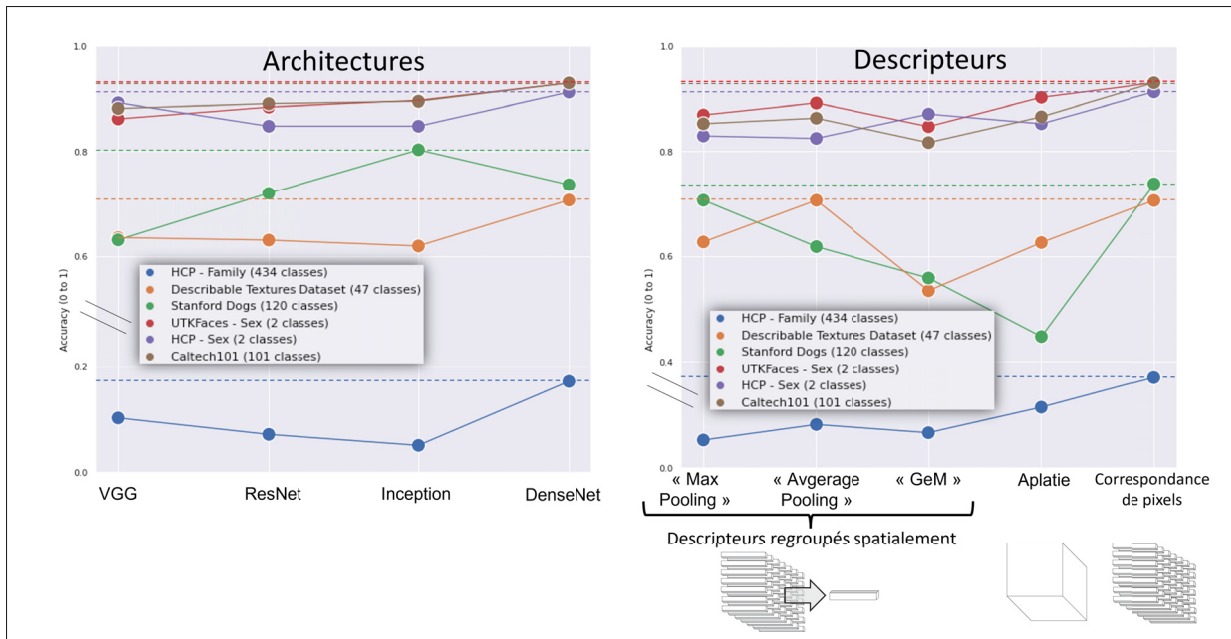 Architectures
1.0
0.8
0.6
0.2
0.0
Accuracy (0 to 1)
HCP - Family (434 classes)
Describable Textures Dataset (47 classes)
Stanford Dogs (120 classes)
UTKFaces - Sex (2 classes)
HCP - Sex (2 classes)
Caltech101 (101 classes)
VGG
ResNet
Inception
DenseNet
Descripteurs
1.0
0.8
0.6
0.4
0.0
Accuracy (0 to 1)
HCP - Family (434 classes)
Describable Textures Dataset (47 classes)
Stanford Dogs (120 classes)
UTKFaces - Sex (2 classes)
HCP - Sex (2 classes)
Caltech101 (101 classes)
« Max
Pooling »
« Avgerage
Pooling »
« GeM »
Aplatie
Correspondance
de pixels
Descripteurs regroupés spatialement